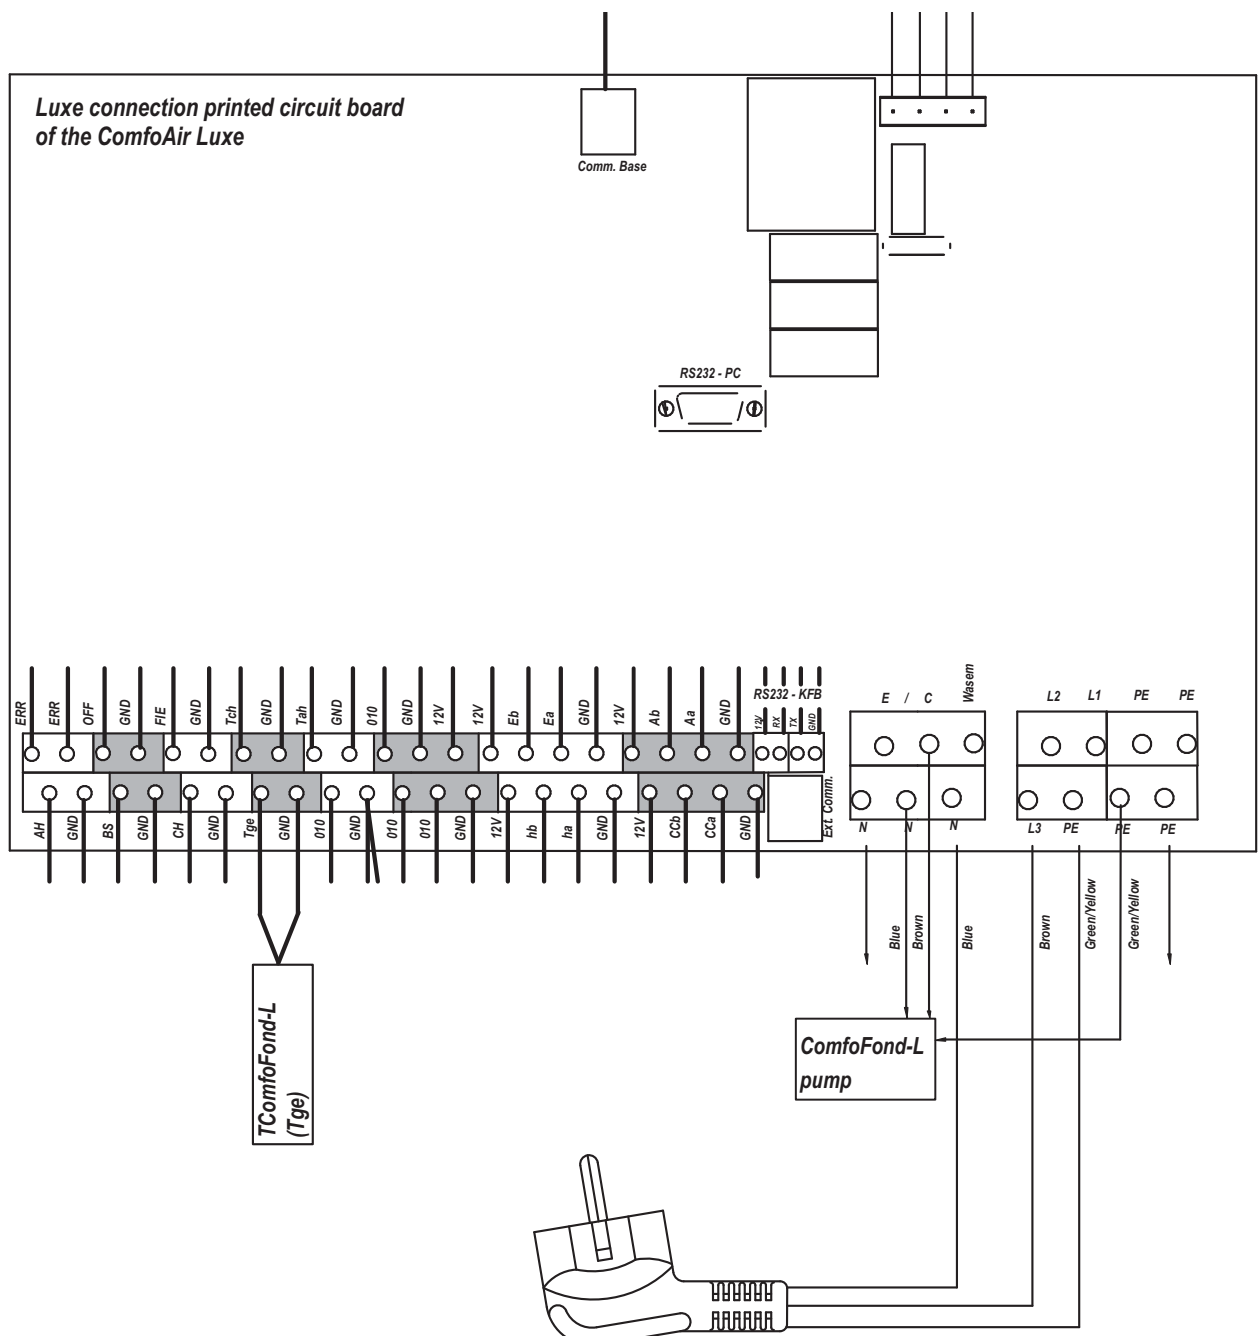 Luxe connection printed circuit board
of the ComfoAir Luxe
Comm. Base
RS232 - PC
ERR ERR OFF GND FIE GND Tch GND Tah GND 010 GND 12V 12V Eb Ea GND 12V Ab Aa GND
RS232 - KFB
12V RX TX GND
E / C Wasem
L2 L1 PE PE
AH GND BS GND CH GND Tge GND 010 GND 010 010 GND 12V hb ha GND 12V CCb CCa GND
Ext. Comm.
N N N
L3 PE PE PE
Blue
Brown
Blue
Brown
Green/Yellow
Green/Yellow
TComfoFond-L
(Tge)
ComfoFond-L
pump